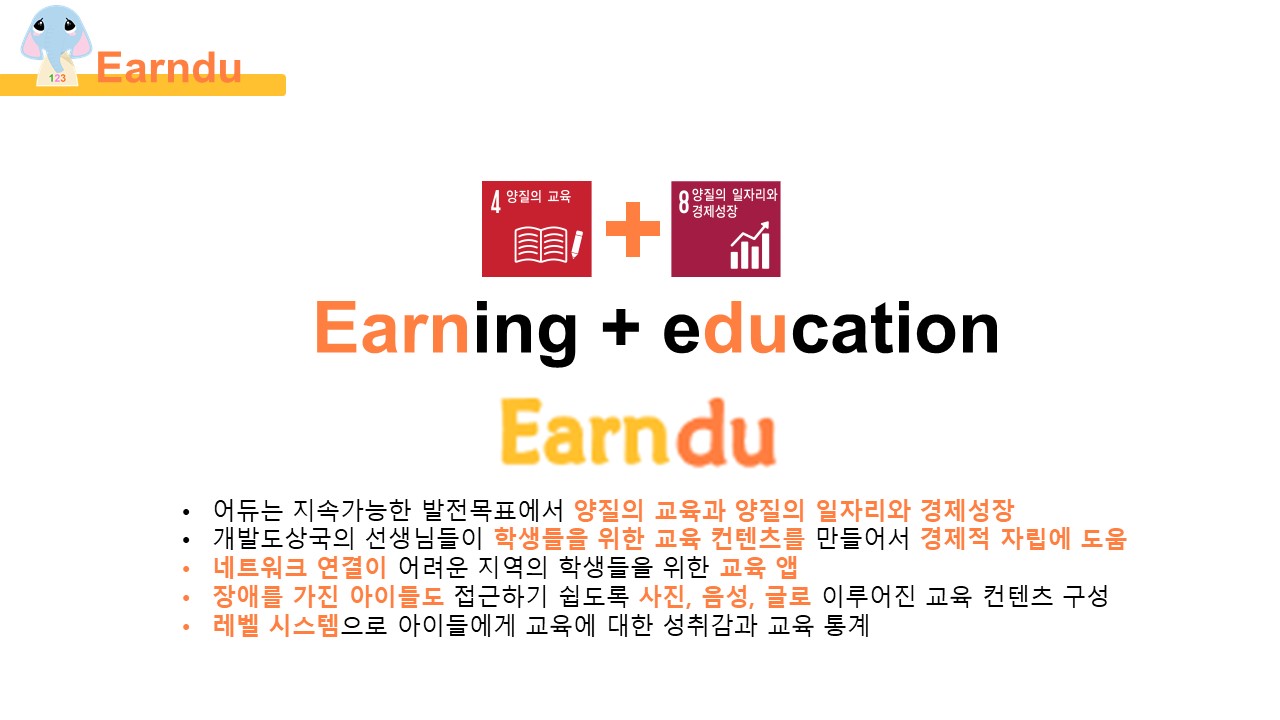 123
Earndu
4 양질의 교육
8 양질의 일자리와
경제성장
Earning + education
Earndu
• 어듀는 지속가능한 발전목표에서 양질의 교육과 양질의 일자리와 경제성장
• 개발도상국의 선생님들이 학생들을 위한 교육 컨텐츠를 만들어서 경제적 자립에 도움
• 네트워크 연결이 어려운 지역의 학생들을 위한 교육 앱
• 장애를 가진 아이들도 접근하기 쉽도록 사진, 음성, 글로 이루어진 교육 컨텐츠 구성
• 레벨 시스템으로 아이들에게 교육에 대한 성취감과 교육 통계